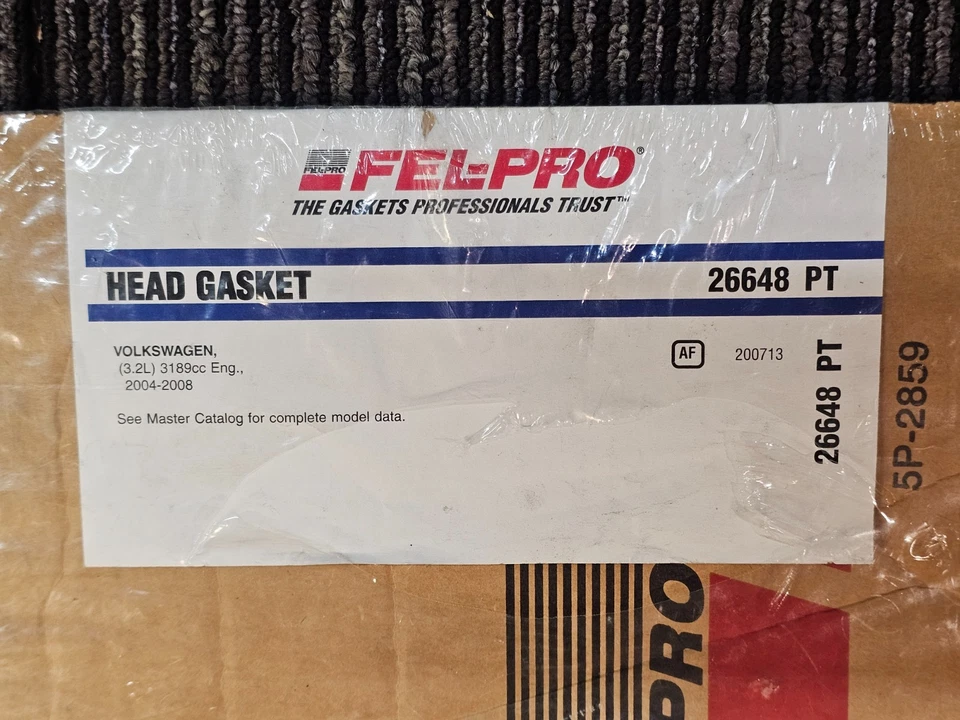 FEL-PRO
FEL-PRO®
THE GASKETS PROFESSIONALS TRUST™
HEAD GASKET 26648 PT
VOLKSWAGEN,
(3.2L) 3189cc Eng.,
2004-2008
See Master Catalog for complete model data.
AF 200713
26648 PT
5P-2859
PRO